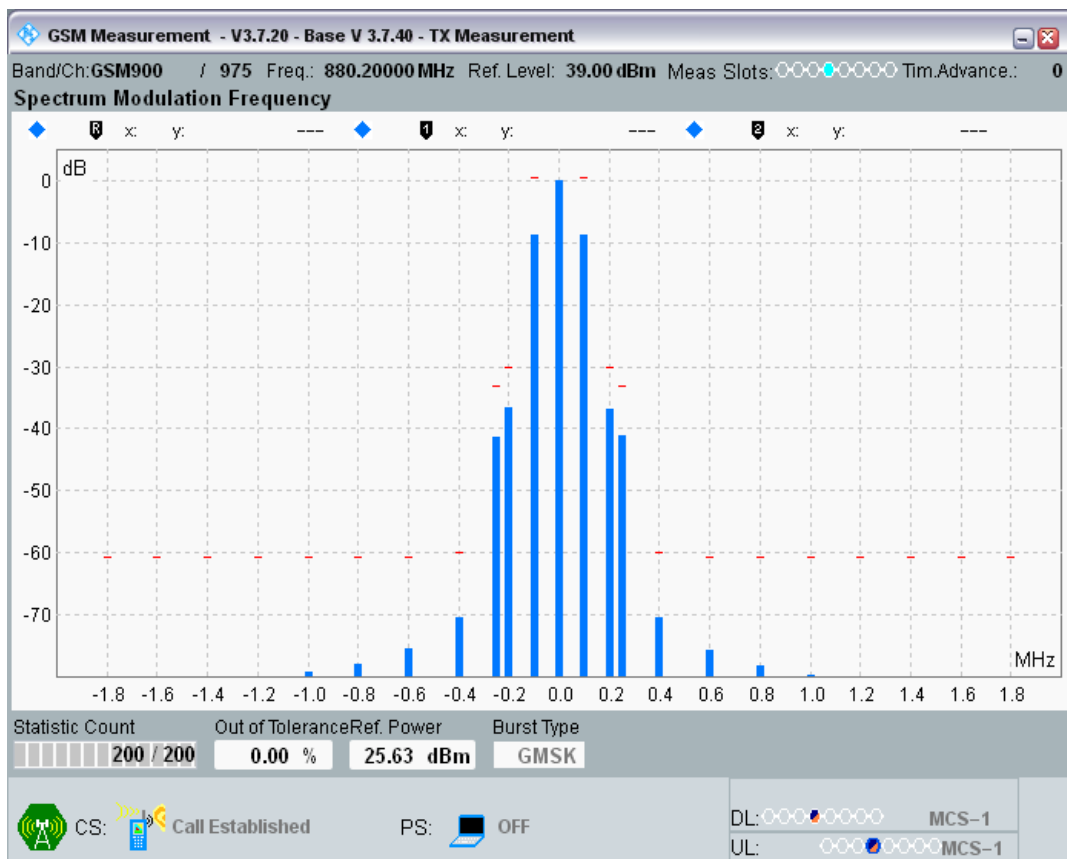 GSM Measurement - V3.7.20 - Base V 3.7.40 - TX Measurement
Band/Ch:GSM900 / 975 Freq.: 880.20000 MHz Ref. Level: 39.00 dBm Meas Slots: Tim.Advance.: 0
Spectrum Modulation Frequency
R x: y: --- 1 x: y: --- 2 x: y: ---
dB
0
-10
-20
-30
-40
-50
-60
-70
MHz
-1.8 -1.6 -1.4 -1.2 -1.0 -0.8 -0.6 -0.4 -0.2 0.0 0.2 0.4 0.6 0.8 1.0 1.2 1.4 1.6 1.8
Statistic Count Out of Tolerance Ref. Power Burst Type
200 / 200 0.00 % 25.63 dBm GMSK
CS: Call Established PS: OFF
DL: MCS-1
UL: MCS-1